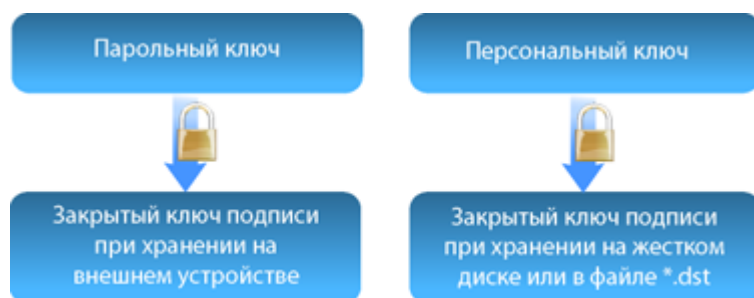 Парольный ключ
Персональный ключ
Закрытый ключ подписи
при хранении на
внешнем устройстве
Закрытый ключ подписи
при хранении на жестком
диске или в файле *.dst